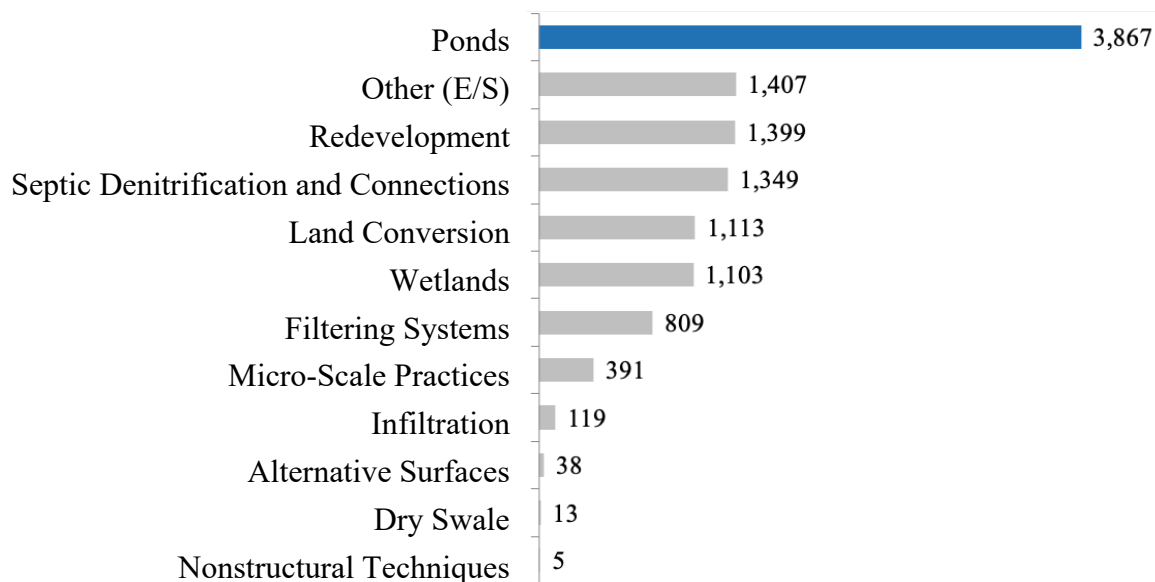 Ponds 3,867
Other (E/S) 1,407
Redevelopment 1,399
Septic Denitrification and Connections 1,349
Land Conversion 1,113
Wetlands 1,103
Filtering Systems 809
Micro-Scale Practices 391
Infiltration 119
Alternative Surfaces 38
Dry Swale 13
Nonstructural Techniques 5